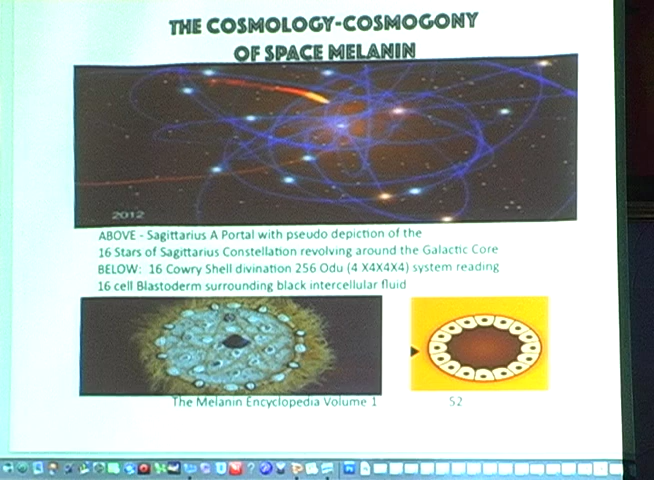 THE COSMOLOGY-COSMOGONY
OF SPACE MELANIN
2012
ABOVE - Sagittarius A Portal with pseudo depiction of the
16 Stars of Sagittarius Constellation revolving around the Galactic Core
BELOW: 16 Cowry Shell divination 256 Odu (4 X4X4X4) system reading
16 cell Blastoderm surrounding black intercellular fluid
The Melanin Encyclopedia Volume 1
52